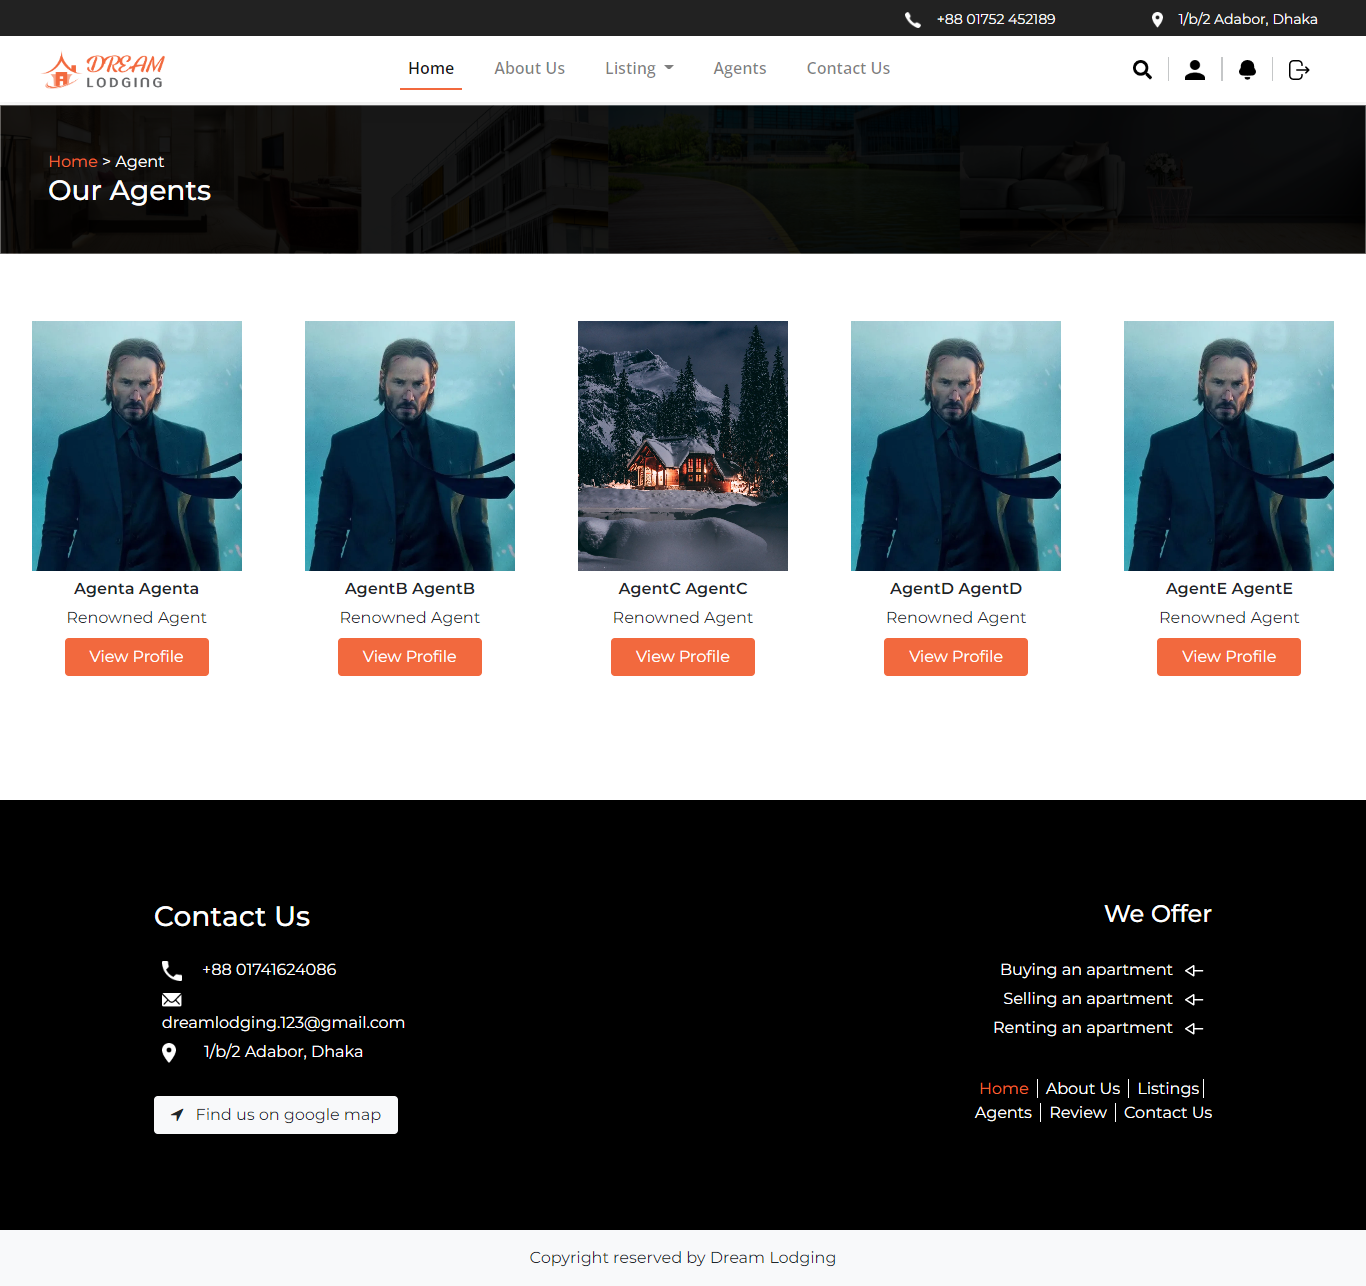 +88 01752 452189 1/b/2 Adabor, Dhaka
DREAM
LODGING
Home About Us Listing Agents Contact Us
Home > Agent
Our Agents
Agenta Agenta AgentB AgentB AgentC AgentC AgentD AgentD AgentE AgentE
Renowned Agent Renowned Agent Renowned Agent Renowned Agent Renowned Agent
View Profile View Profile View Profile View Profile View Profile
Contact Us
+88 01741624086
dreamlodging.123@gmail.com
1/b/2 Adabor, Dhaka
Find us on google map
We Offer
Buying an apartment
Selling an apartment
Renting an apartment
Home | About Us | Listings |
Agents | Review | Contact Us
Copyright reserved by Dream Lodging